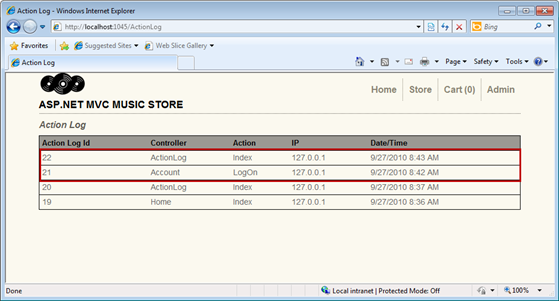 Action Log - Windows Internet Explorer
http://localhost:1045/ActionLog
Bing
Favorites Suggested Sites Web Slice Gallery
Action Log Page Safety Tools
Home Store Cart (0) Admin
ASP.NET MVC MUSIC STORE
Action Log
Action Log Id Controller Action IP Date/Time
22 ActionLog Index 127.0.0.1 9/27/2010 8:43 AM
21 Account LogOn 127.0.0.1 9/27/2010 8:42 AM
20 ActionLog Index 127.0.0.1 9/27/2010 8:37 AM
19 Home Index 127.0.0.1 9/27/2010 8:36 AM
Done Local intranet | Protected Mode: Off 100%